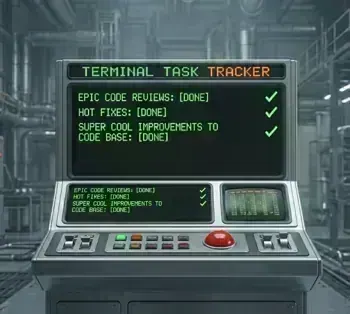 TERMINAL TASK TRACKER
EPIC CODE REVIEWS: [DONE]
HOT FIXES: [DONE]
SUPER COOL IMPROVEMENTS TO
CODE BASE: [DONE]
EPIC CODE REVIEWS: [DONE]
HOT FIXES: [DONE]
SUPER COOL IMPROVEMENTS TO
CODE BASE: [DONE]